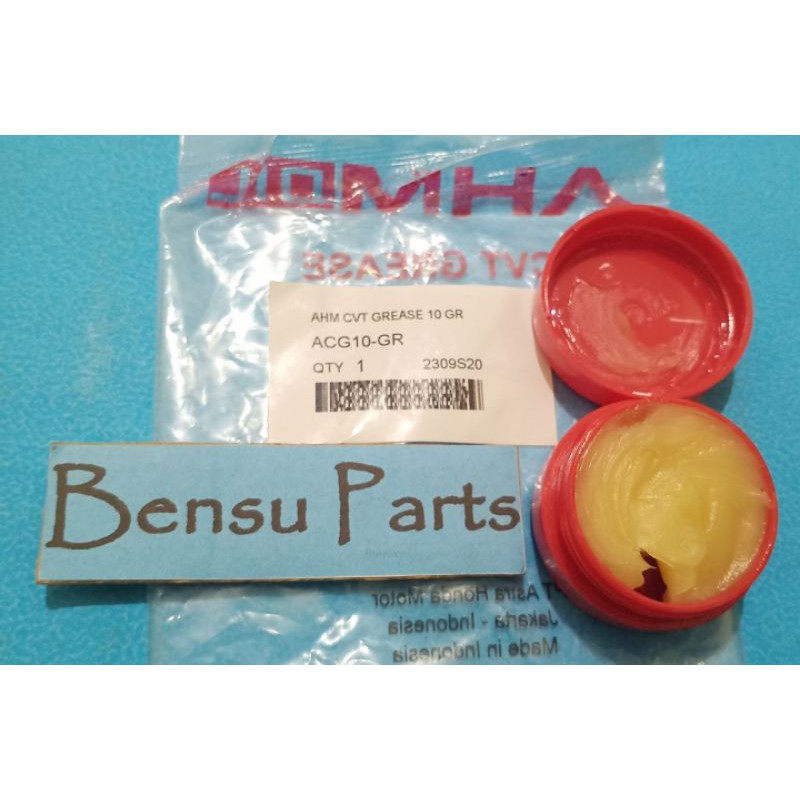 AHM
CVT GREASE
AHM CVT GREASE 10 GR
ACG10-GR
QTY 1 2309S20
Bensu Parts
PT Astra Honda Motor
Jakarta - Indonesia
Made in Indonesia